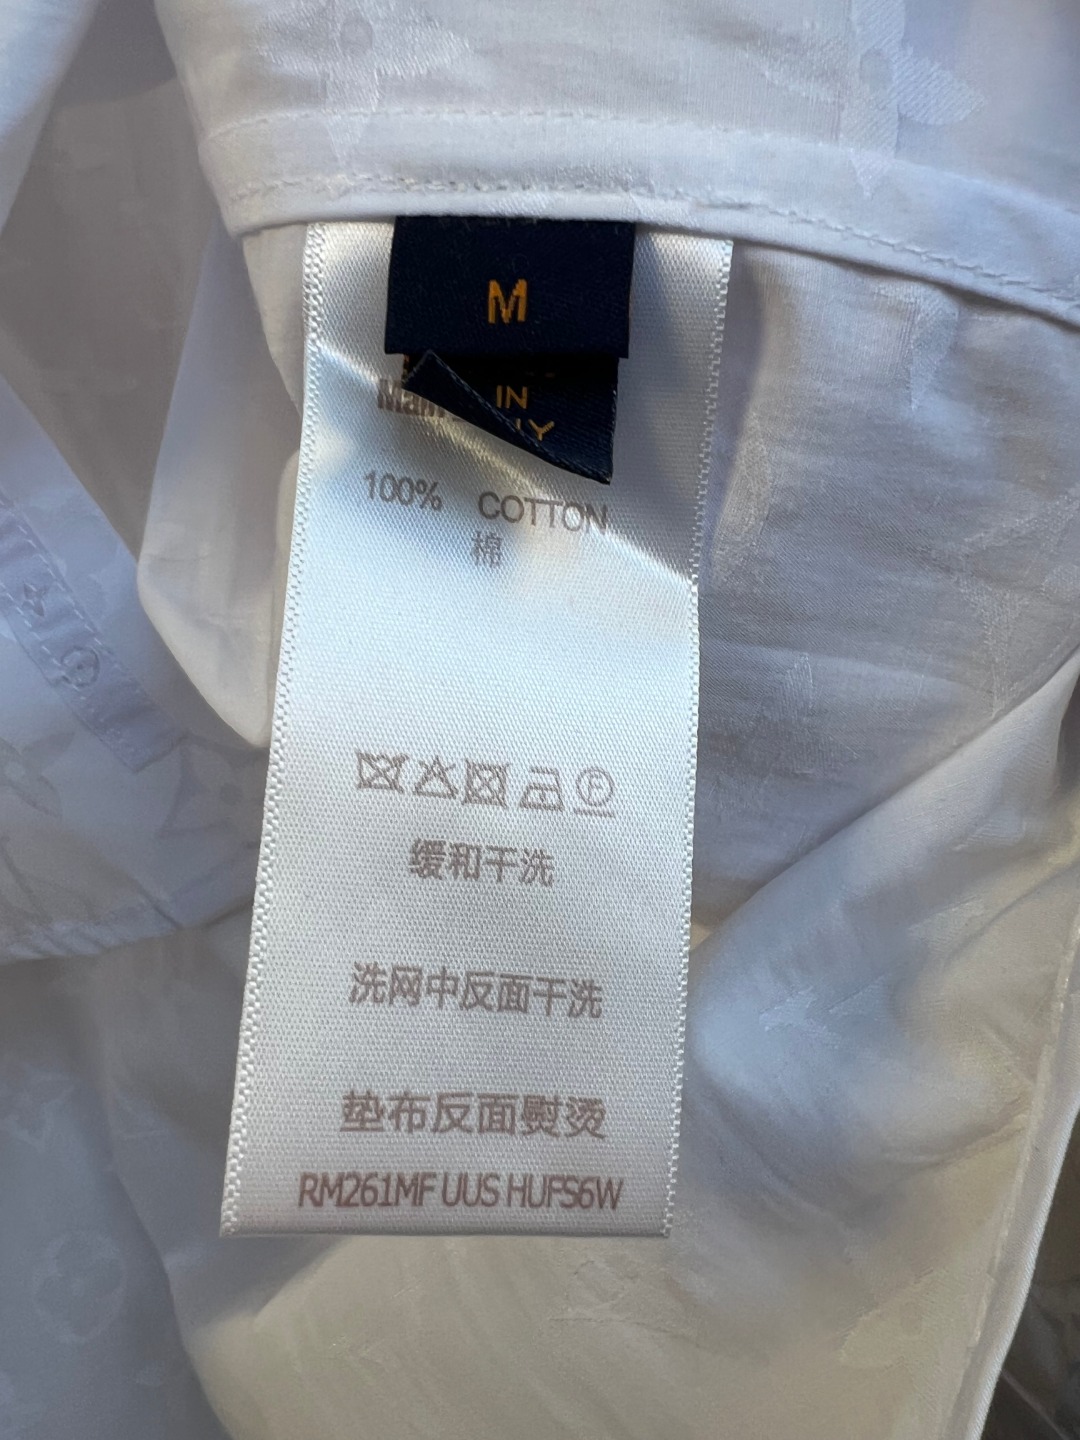 M
IN
100% COTTON
棉
缓和干洗
洗网中反面干洗
垫布反面熨烫
RM261MF UUS HUFS6W